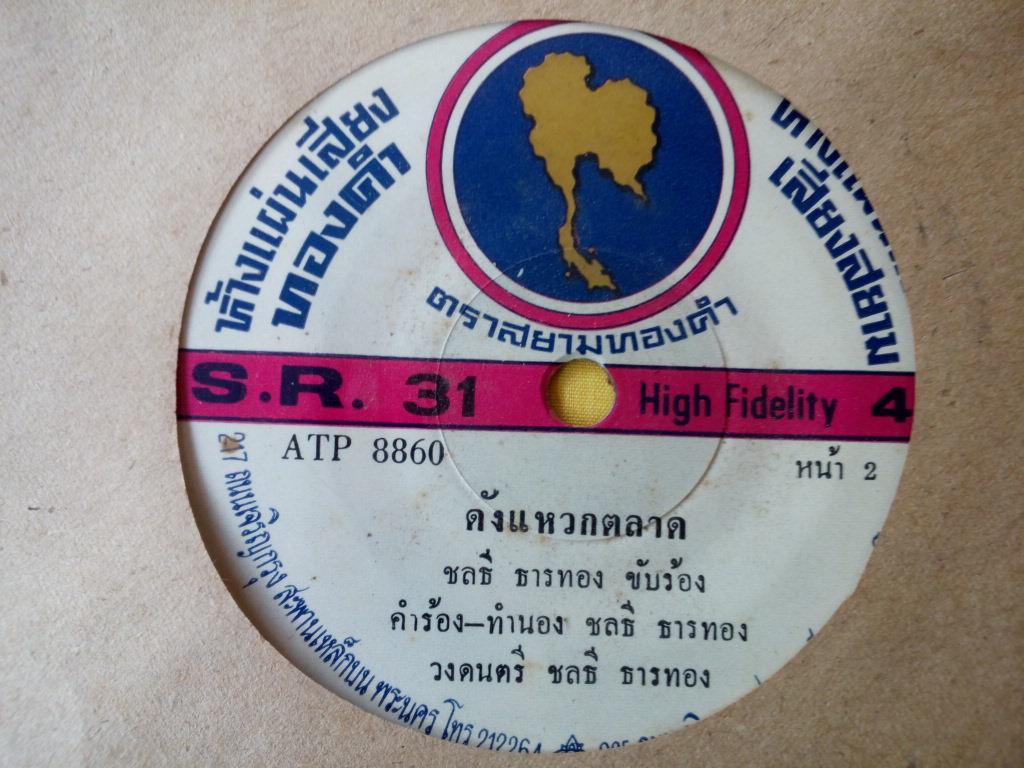 ห้างแผ่นเสียง
ทองคำ
เสียงสยาม
ตราสยามทองคำ
S.R. 31 High Fidelity 4
ATP 8860 หน้า 2
ดังแหวกตลาด
ชลธี ธารทอง ขับร้อง
คำร้อง-ทำนอง ชลธี ธารทอง
วงดนตรี ชลธี ธารทอง
217 ถนนเจริญกรุง สะพานเหล็กบน พระนคร โทร 212264